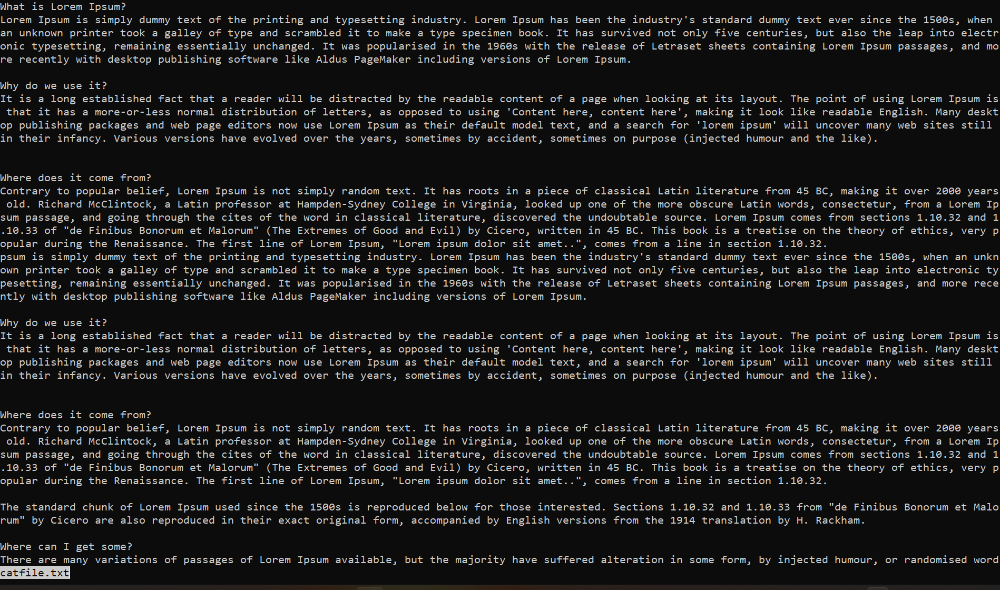 What is Lorem Ipsum?
Lorem Ipsum is simply dummy text of the printing and typesetting industry. Lorem Ipsum has been the industry's standard dummy text ever since the 1500s, when
an unknown printer took a galley of type and scrambled it to make a type specimen book. It has survived not only five centuries, but also the leap into electr
onic typesetting, remaining essentially unchanged. It was popularised in the 1960s with the release of Letraset sheets containing Lorem Ipsum passages, and mo
re recently with desktop publishing software like Aldus PageMaker including versions of Lorem Ipsum.

Why do we use it?
It is a long established fact that a reader will be distracted by the readable content of a page when looking at its layout. The point of using Lorem Ipsum is
 that it has a more-or-less normal distribution of letters, as opposed to using 'Content here, content here', making it look like readable English. Many deskt
op publishing packages and web page editors now use Lorem Ipsum as their default model text, and a search for 'lorem ipsum' will uncover many web sites still
in their infancy. Various versions have evolved over the years, sometimes by accident, sometimes on purpose (injected humour and the like).


Where does it come from?
Contrary to popular belief, Lorem Ipsum is not simply random text. It has roots in a piece of classical Latin literature from 45 BC, making it over 2000 years
 old. Richard McClintock, a Latin professor at Hampden-Sydney College in Virginia, looked up one of the more obscure Latin words, consectetur, from a Lorem Ip
sum passage, and going through the cites of the word in classical literature, discovered the undoubtable source. Lorem Ipsum comes from sections 1.10.32 and 1
.10.33 of "de Finibus Bonorum et Malorum" (The Extremes of Good and Evil) by Cicero, written in 45 BC. This book is a treatise on the theory of ethics, very p
opular during the Renaissance. The first line of Lorem Ipsum, "Lorem ipsum dolor sit amet..", comes from a line in section 1.10.32.
psum is simply dummy text of the printing and typesetting industry. Lorem Ipsum has been the industry's standard dummy text ever since the 1500s, when an unkn
own printer took a galley of type and scrambled it to make a type specimen book. It has survived not only five centuries, but also the leap into electronic ty
pesetting, remaining essentially unchanged. It was popularised in the 1960s with the release of Letraset sheets containing Lorem Ipsum passages, and more rece
ntly with desktop publishing software like Aldus PageMaker including versions of Lorem Ipsum.

Why do we use it?
It is a long established fact that a reader will be distracted by the readable content of a page when looking at its layout. The point of using Lorem Ipsum is
 that it has a more-or-less normal distribution of letters, as opposed to using 'Content here, content here', making it look like readable English. Many deskt
op publishing packages and web page editors now use Lorem Ipsum as their default model text, and a search for 'lorem ipsum' will uncover many web sites still
in their infancy. Various versions have evolved over the years, sometimes by accident, sometimes on purpose (injected humour and the like).


Where does it come from?
Contrary to popular belief, Lorem Ipsum is not simply random text. It has roots in a piece of classical Latin literature from 45 BC, making it over 2000 years
 old. Richard McClintock, a Latin professor at Hampden-Sydney College in Virginia, looked up one of the more obscure Latin words, consectetur, from a Lorem Ip
sum passage, and going through the cites of the word in classical literature, discovered the undoubtable source. Lorem Ipsum comes from sections 1.10.32 and 1
.10.33 of "de Finibus Bonorum et Malorum" (The Extremes of Good and Evil) by Cicero, written in 45 BC. This book is a treatise on the theory of ethics, very p
opular during the Renaissance. The first line of Lorem Ipsum, "Lorem ipsum dolor sit amet..", comes from a line in section 1.10.32.

The standard chunk of Lorem Ipsum used since the 1500s is reproduced below for those interested. Sections 1.10.32 and 1.10.33 from "de Finibus Bonorum et Malo
rum" by Cicero are also reproduced in their exact original form, accompanied by English versions from the 1914 translation by H. Rackham.

Where can I get some?
There are many variations of passages of Lorem Ipsum available, but the majority have suffered alteration in some form, by injected humour, or randomised word
catfile.txt